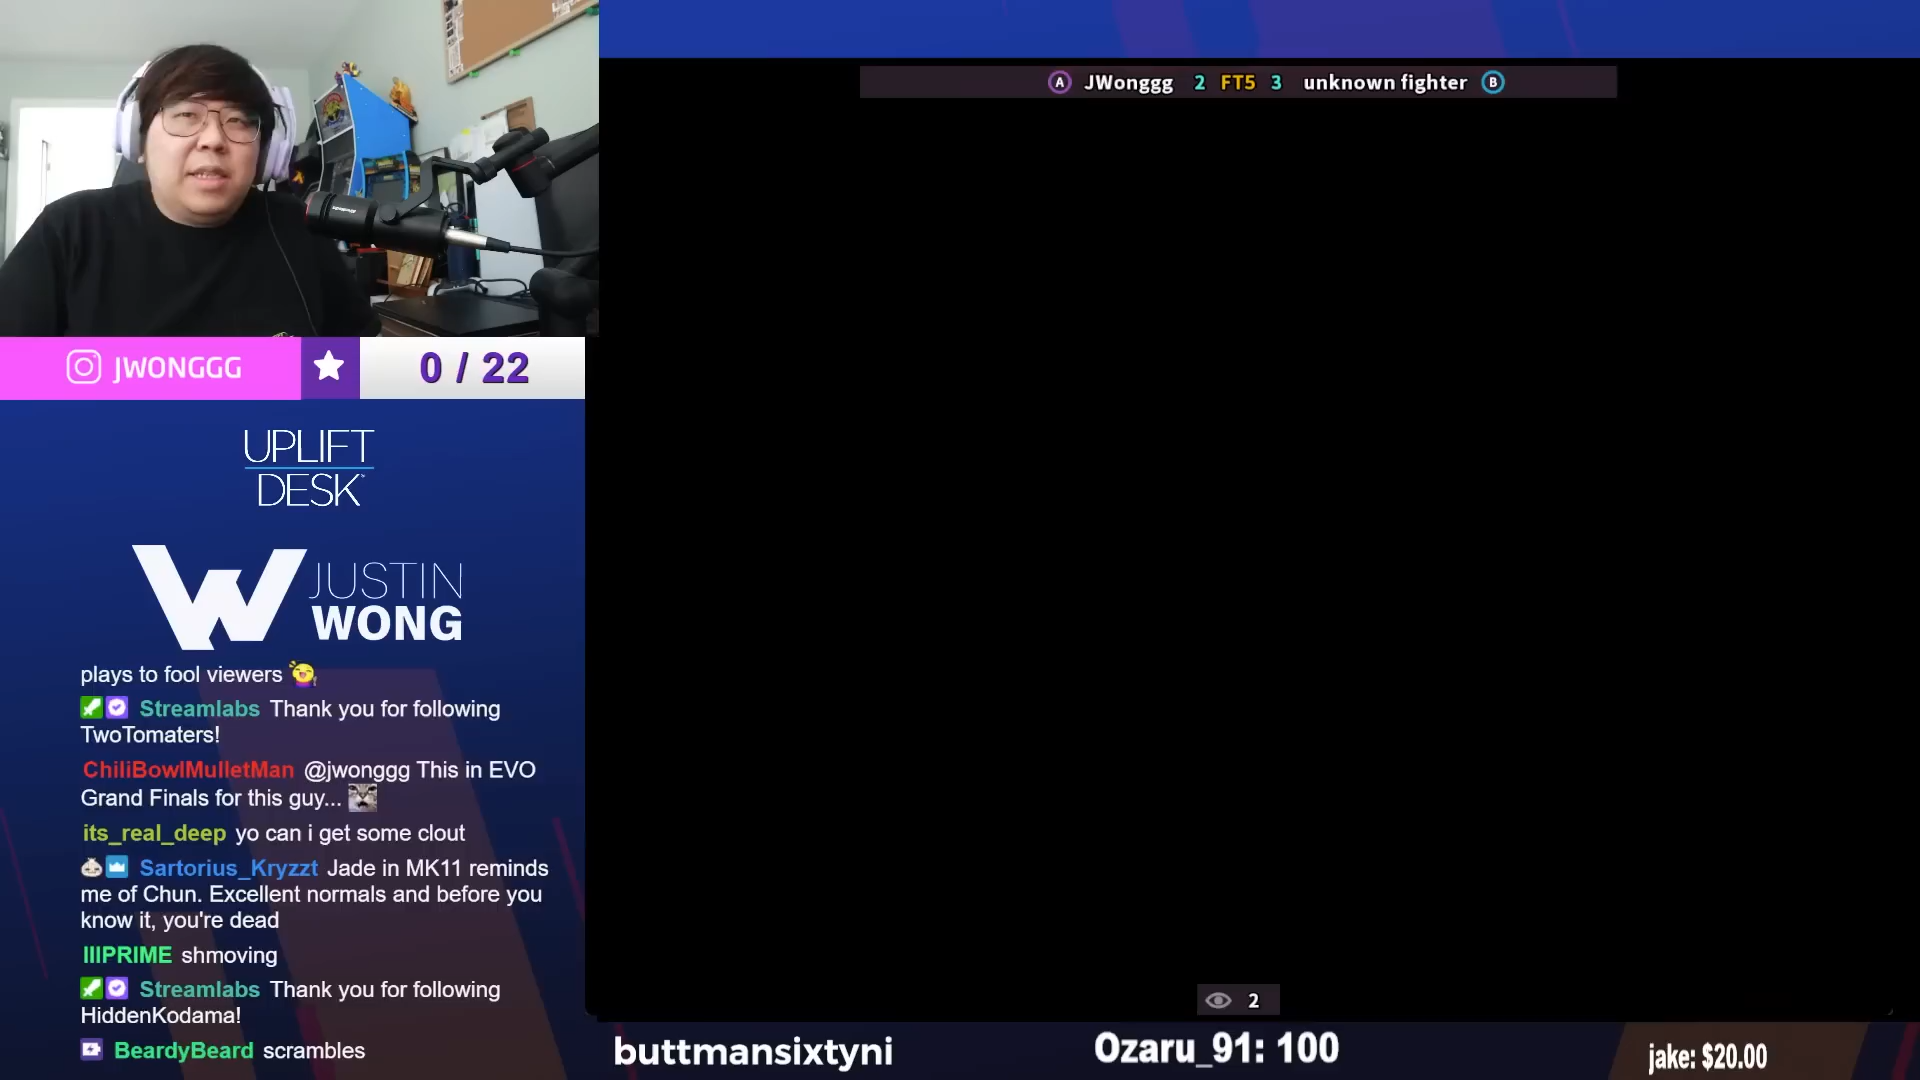 JWonggg 2 FT5 3 unknown fighter
A
B
JWONGGG
0 / 22
UPLIFT
DESK
W JUSTIN
WONG
plays to fool viewers
Streamlabs Thank you for following
TwoTomaters!
ChiliBowlMulletMan @jwonggg This in EVO
Grand Finals for this guy...
its_real_deep yo can i get some clout
Sartorius_Kryzzt Jade in MK11 reminds
me of Chun. Excellent normals and before you
know it, you're dead
IIIPRIME shmoving
Streamlabs Thank you for following
HiddenKodama!
BeardyBeard scrambles
2
buttmansixtyni
Ozaru_91: 100
jake: $20.00